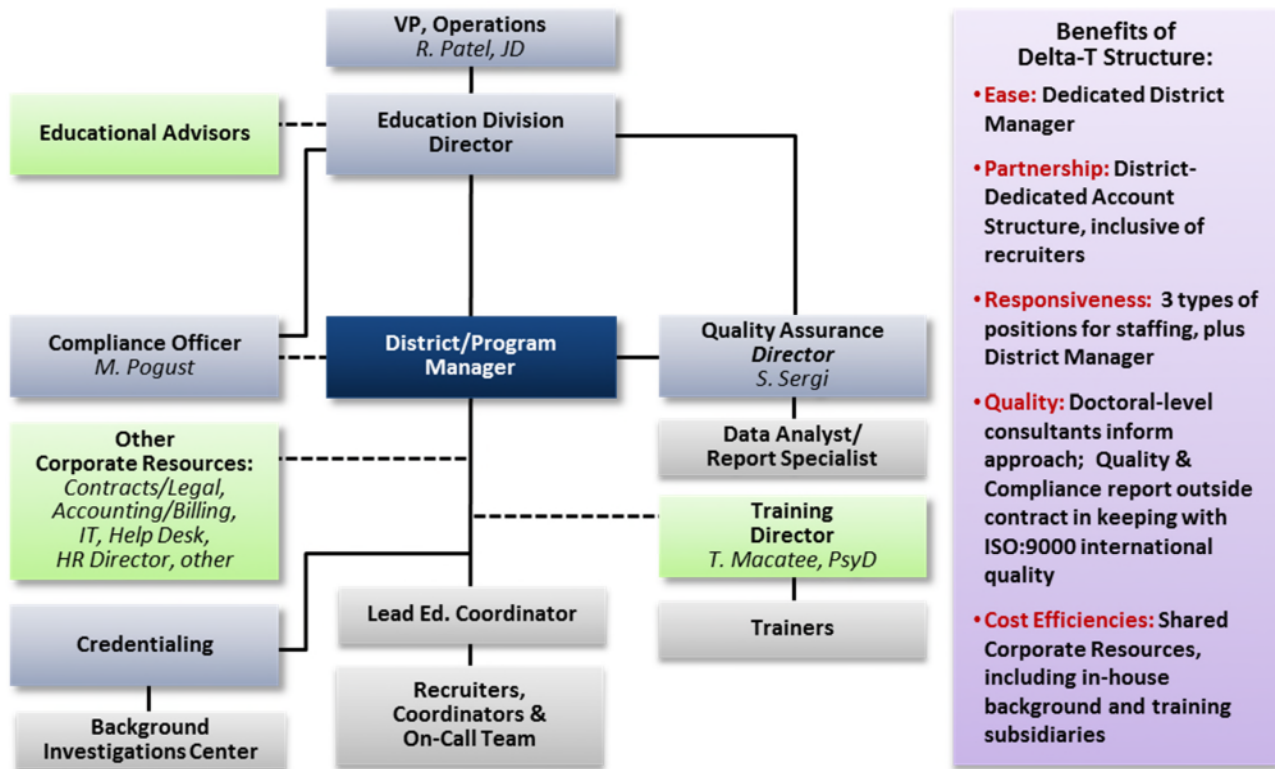 VP, Operations
R. Patel, JD
Educational Advisors
Education Division
Director
Compliance Officer
M. Pogust
District/Program
Manager
Quality Assurance
Director
S. Sergi
Data Analyst/
Report Specialist
Other
Corporate Resources:
Contracts/Legal,
Accounting/Billing,
IT, Help Desk,
HR Director, other
Training
Director
T. Macatee, PsyD
Trainers
Credentialing
Lead Ed. Coordinator
Background
Investigations Center
Recruiters,
Coordinators &
On-Call Team
Benefits of
Delta-T Structure:
•Ease: Dedicated District
Manager
•Partnership: District-
Dedicated Account
Structure, inclusive of
recruiters
•Responsiveness: 3 types of
positions for staffing, plus
District Manager
•Quality: Doctoral-level
consultants inform
approach; Quality &
Compliance report outside
contract in keeping with
ISO:9000 international
quality
•Cost Efficiencies: Shared
Corporate Resources,
including in-house
background and training
subsidiaries